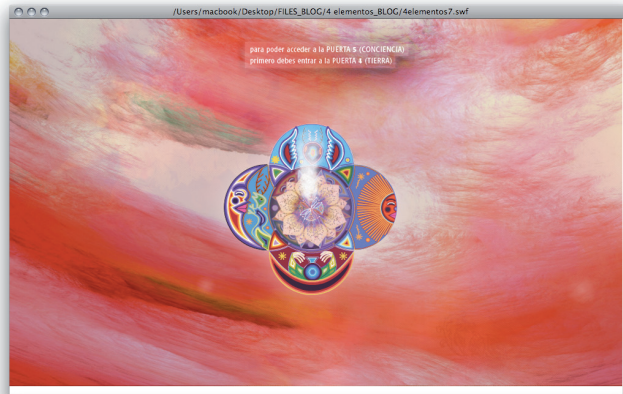 /Users/macbook/Desktop/FILES_BLOG/4 elementos_BLOG/4elementos7.swf
para poder acceder a la PUERTA 5 (CONCIENCIA)
primero debes entrar a la PUERTA 4 (TIERRA)